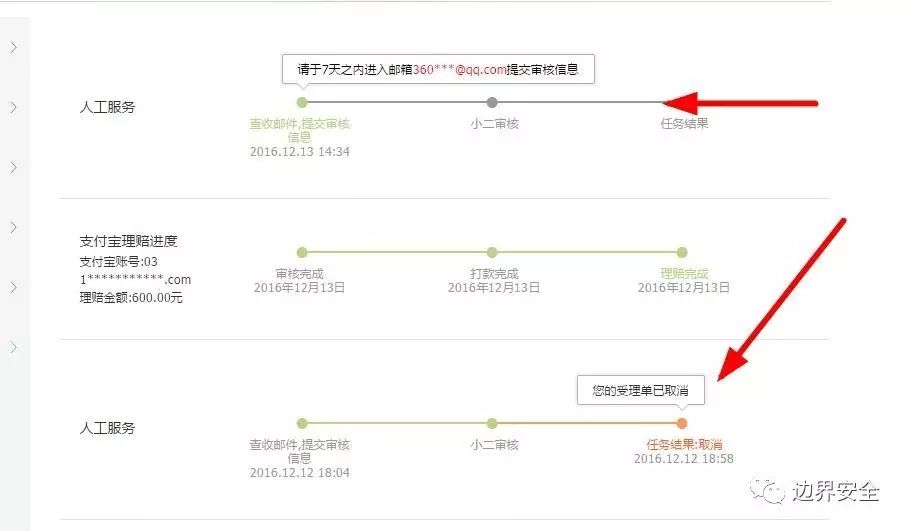 请于7天之内进入邮箱360***@qq.com提交审核信息
人工服务
查收邮件,提交审核
信息
2016.12.13 14:34
小二审核
任务结果
支付宝理赔进度
支付宝账号:03
1***********.com
理赔金额:600.00元
审核完成
2016年12月13日
打款完成
2016年12月13日
理赔完成
2016年12月13日
您的受理单已取消
人工服务
查收邮件,提交审核
信息
2016.12.12 18:04
小二审核
任务结果:取消
2016.12.12 18:58
边界安全